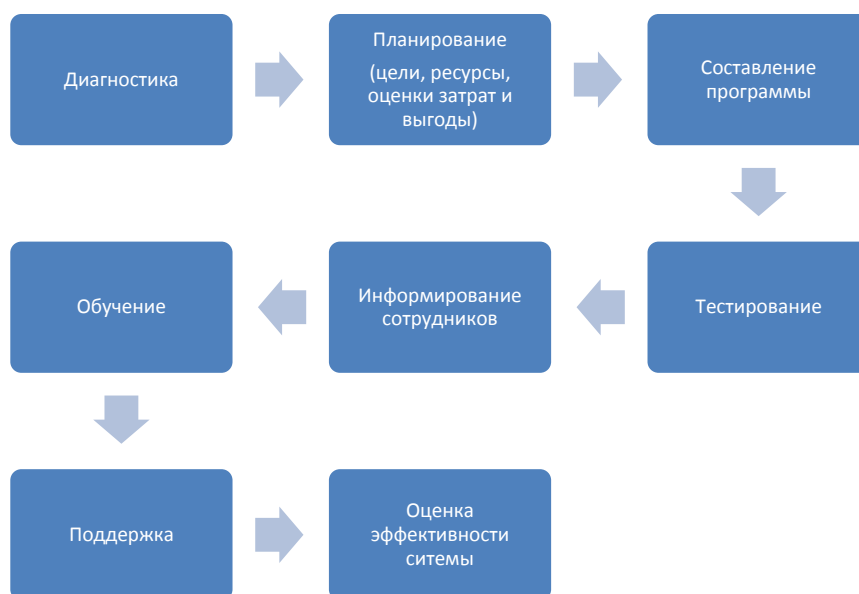 Диагностика
Планирование
(цели, ресурсы,
оценки затрат и
выгоды)
Составление
программы
Тестирование
Информирование
сотрудников
Обучение
Поддержка
Оценка
эффективности
ситемы